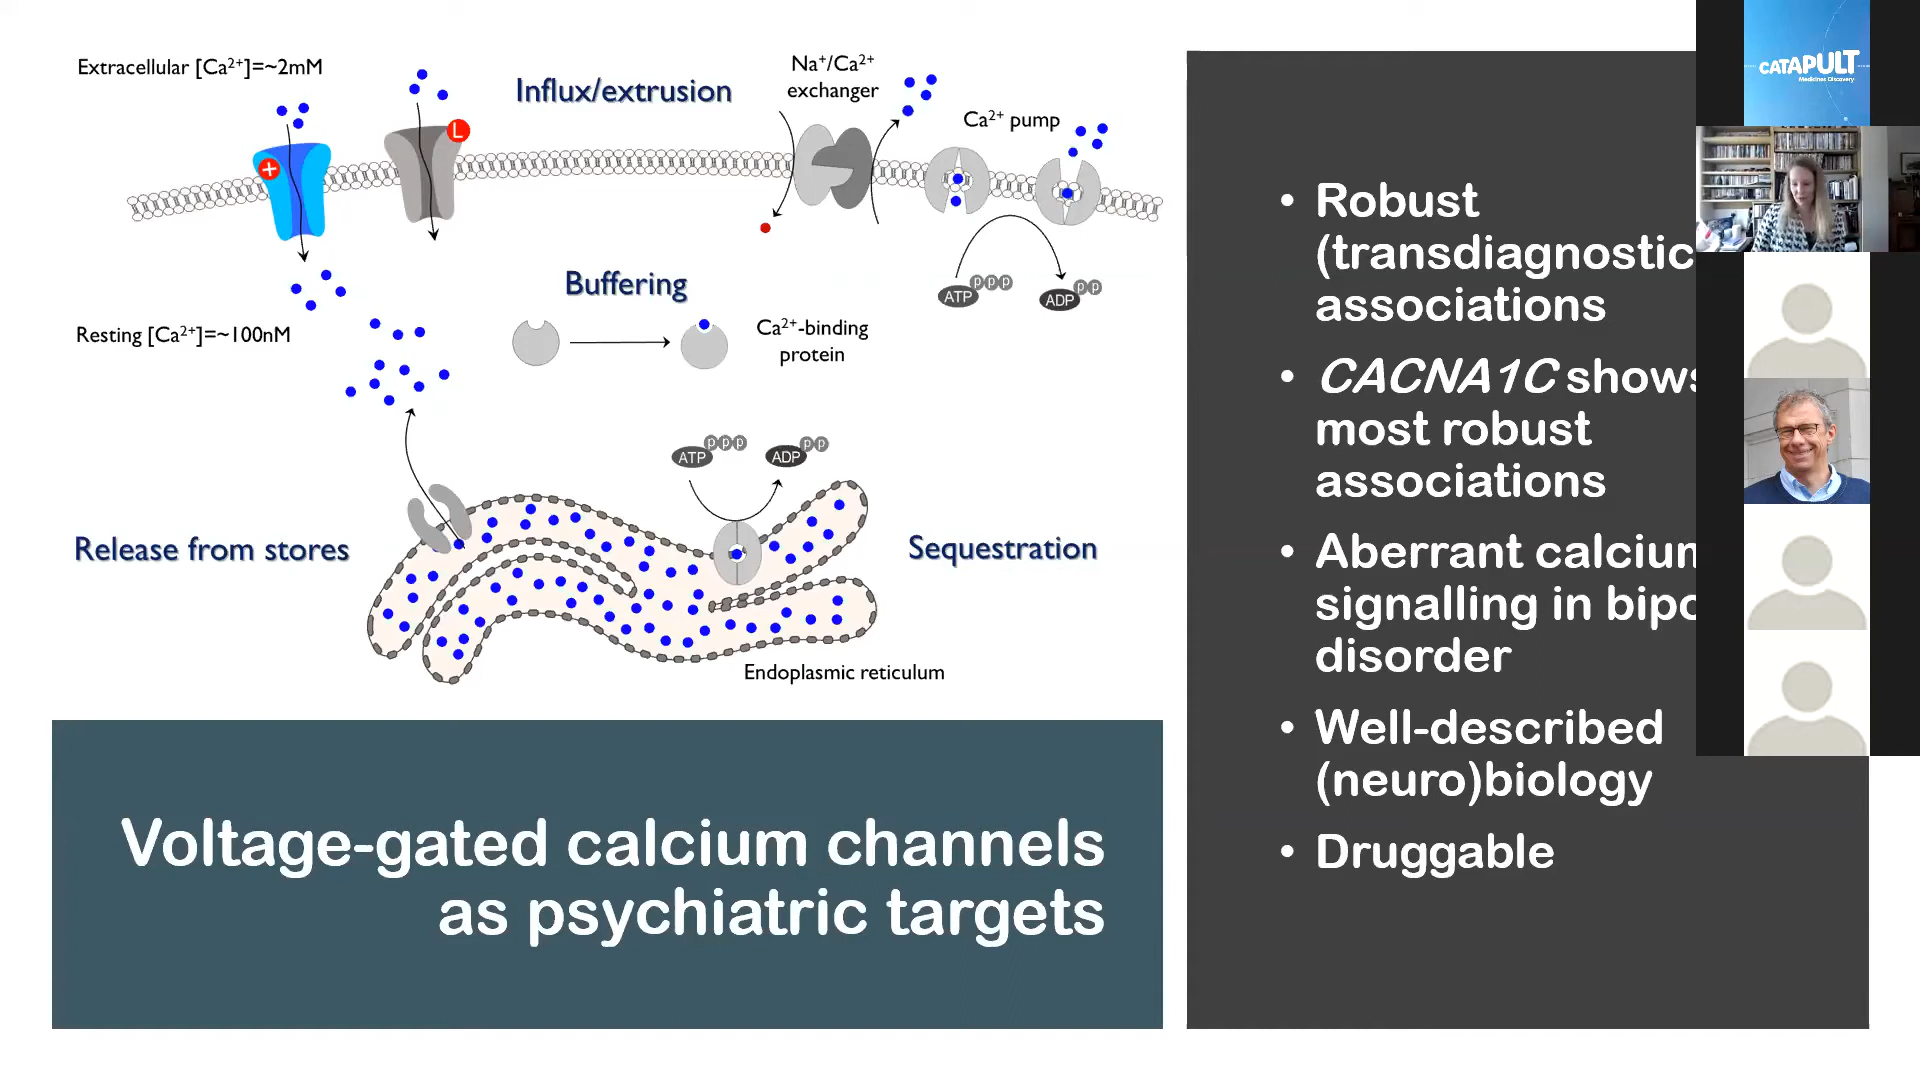 Extracellular [Ca²⁺]=~2mM
Influx/extrusion
Na⁺/Ca²⁺
exchanger
Ca²⁺ pump
L
+
ATP
P P P
ADP
P P
Buffering
Resting [Ca²⁺]=~100nM
Ca²⁺-binding
protein
ATP
P P P
ADP
P P
Release from stores
Sequestration
Endoplasmic reticulum
Voltage-gated calcium channels
as psychiatric targets
• Robust
(transdiagnostic
associations
• CACNA1C shows
most robust
associations
• Aberrant calcium
signalling in bipo
disorder
• Well-described
(neuro)biology
• Druggable
CATAPULT
Medicines Discovery